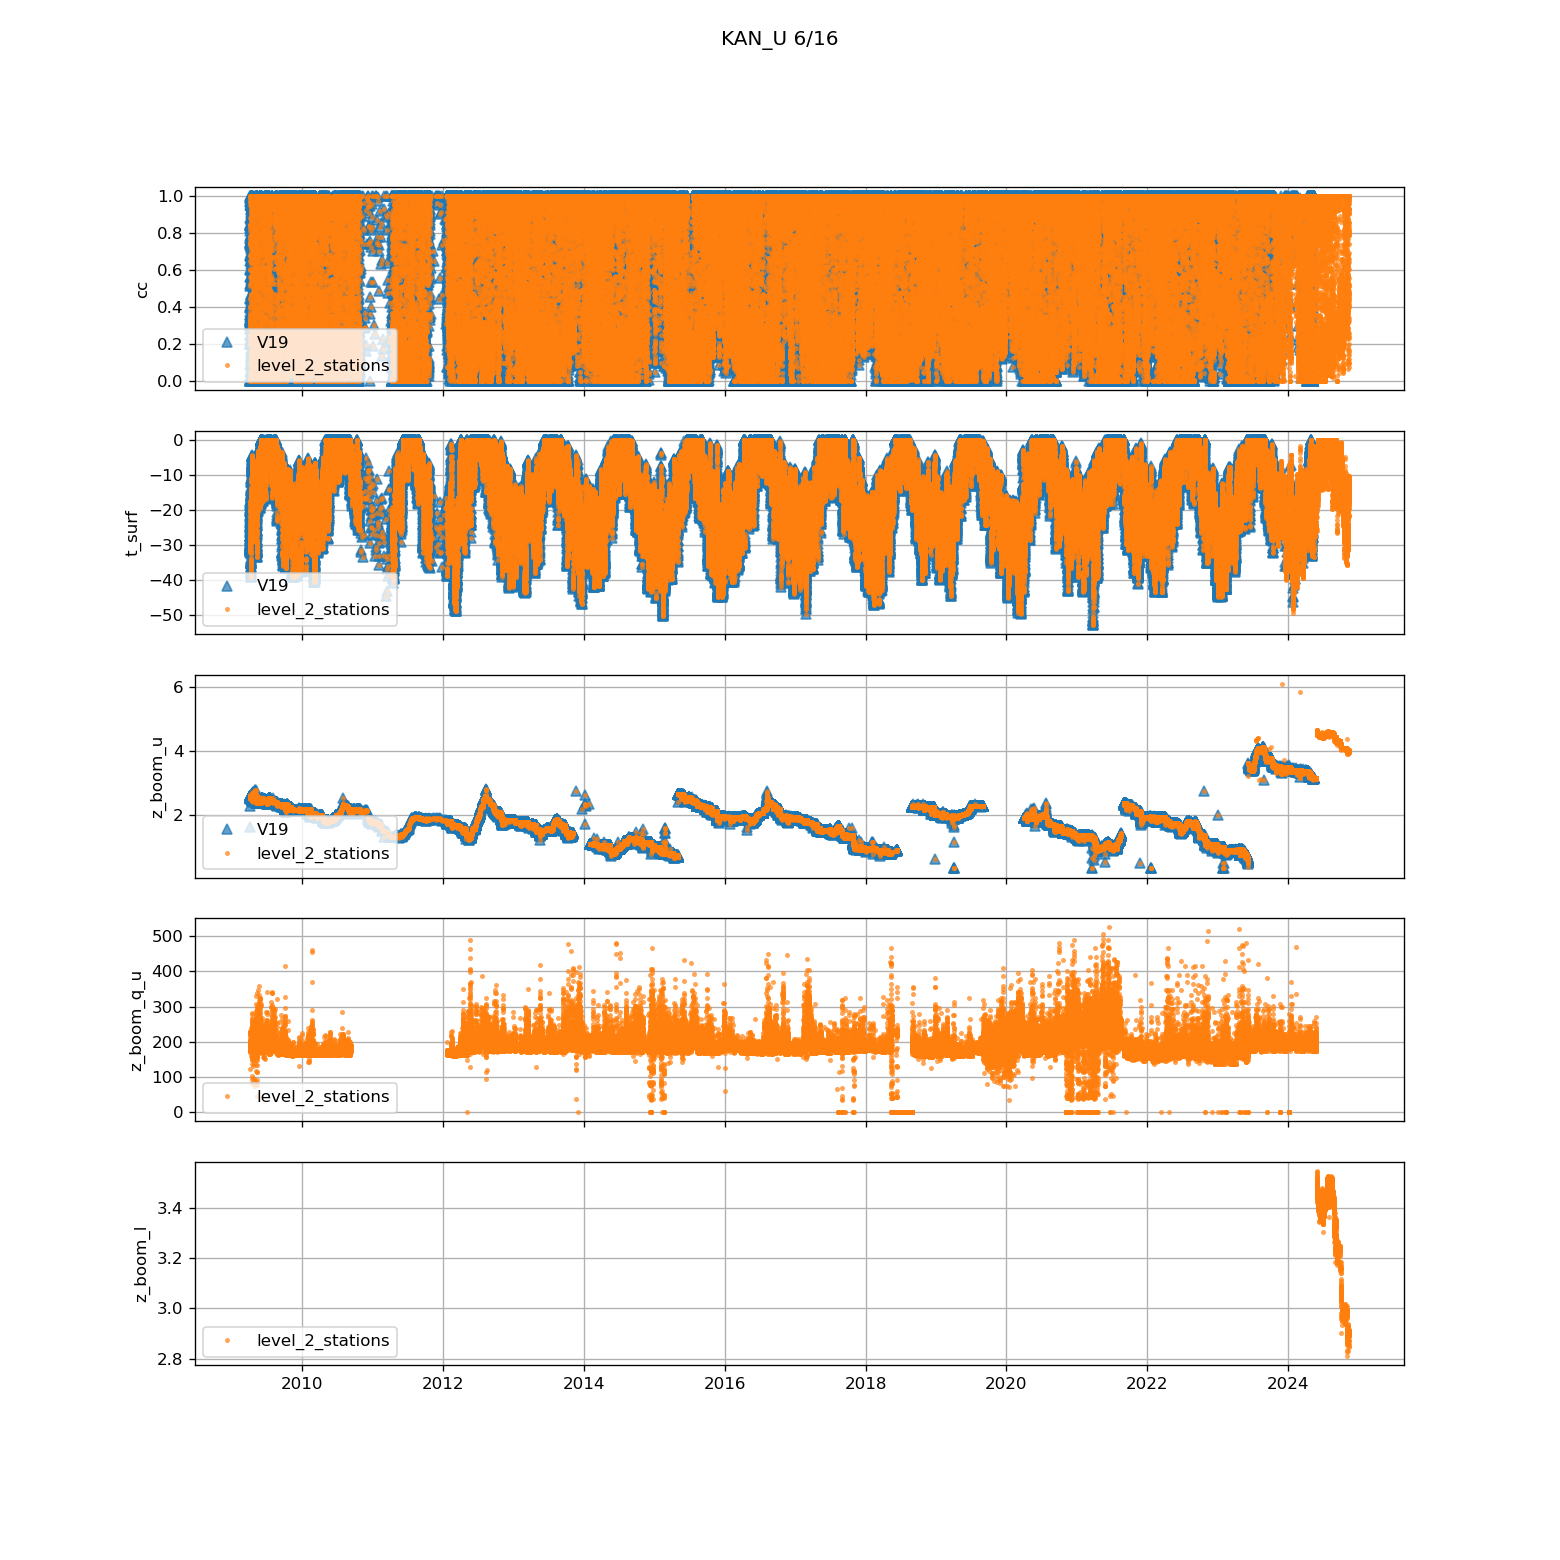 KAN_U 6/16
1.0
0.8
0.6
0.4
0.2
0.0
cc
V19
level_2_stations
0
−10
−20
−30
−40
−50
t_surf
V19
level_2_stations
6
4
2
z_boom_u
V19
level_2_stations
500
400
300
200
100
0
z_boom_q_u
level_2_stations
3.4
3.2
3.0
2.8
z_boom_l
level_2_stations
2010 2012 2014 2016 2018 2020 2022 2024